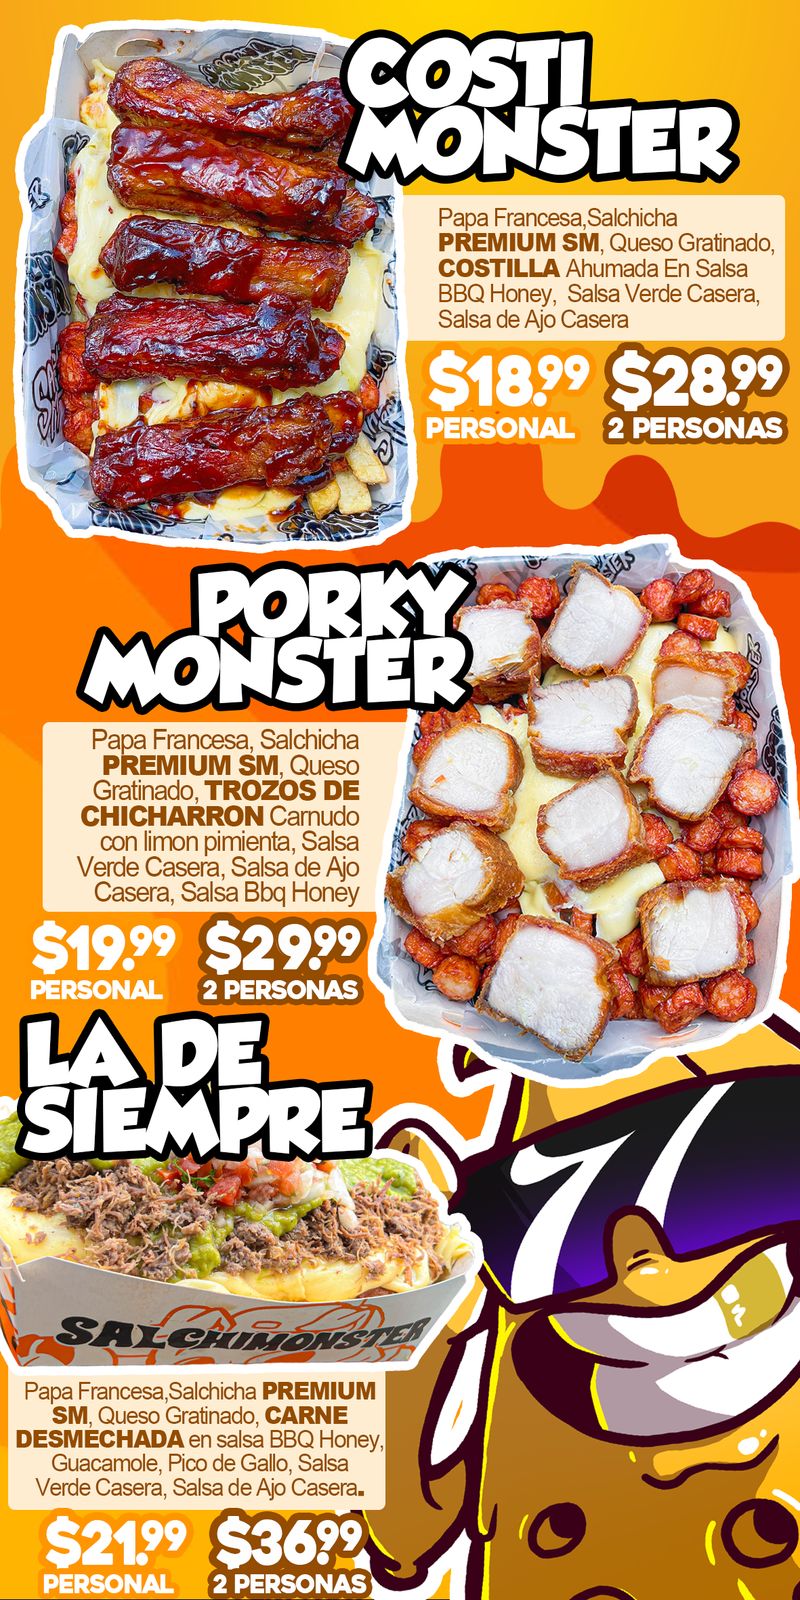 COSTI
MONSTER
Papa Francesa,Salchicha
PREMIUM SM, Queso Gratinado,
COSTILLA Ahumada En Salsa
BBQ Honey, Salsa Verde Casera,
Salsa de Ajo Casera
$18.99 $28.99
PERSONAL 2 PERSONAS
PORKY
MONSTER
Papa Francesa, Salchicha
PREMIUM SM, Queso
Gratinado, TROZOS DE
CHICHARRON Carnudo
con limon pimienta, Salsa
Verde Casera, Salsa de Ajo
Casera, Salsa Bbq Honey
$19.99 $29.99
PERSONAL 2 PERSONAS
LA DE
SIEMPRE
SALCHIMONSTER
Papa Francesa,Salchicha PREMIUM
SM, Queso Gratinado, CARNE
DESMECHADA en salsa BBQ Honey,
Guacamole, Pico de Gallo, Salsa
Verde Casera, Salsa de Ajo Casera.
$21.99 $36.99
PERSONAL 2 PERSONAS